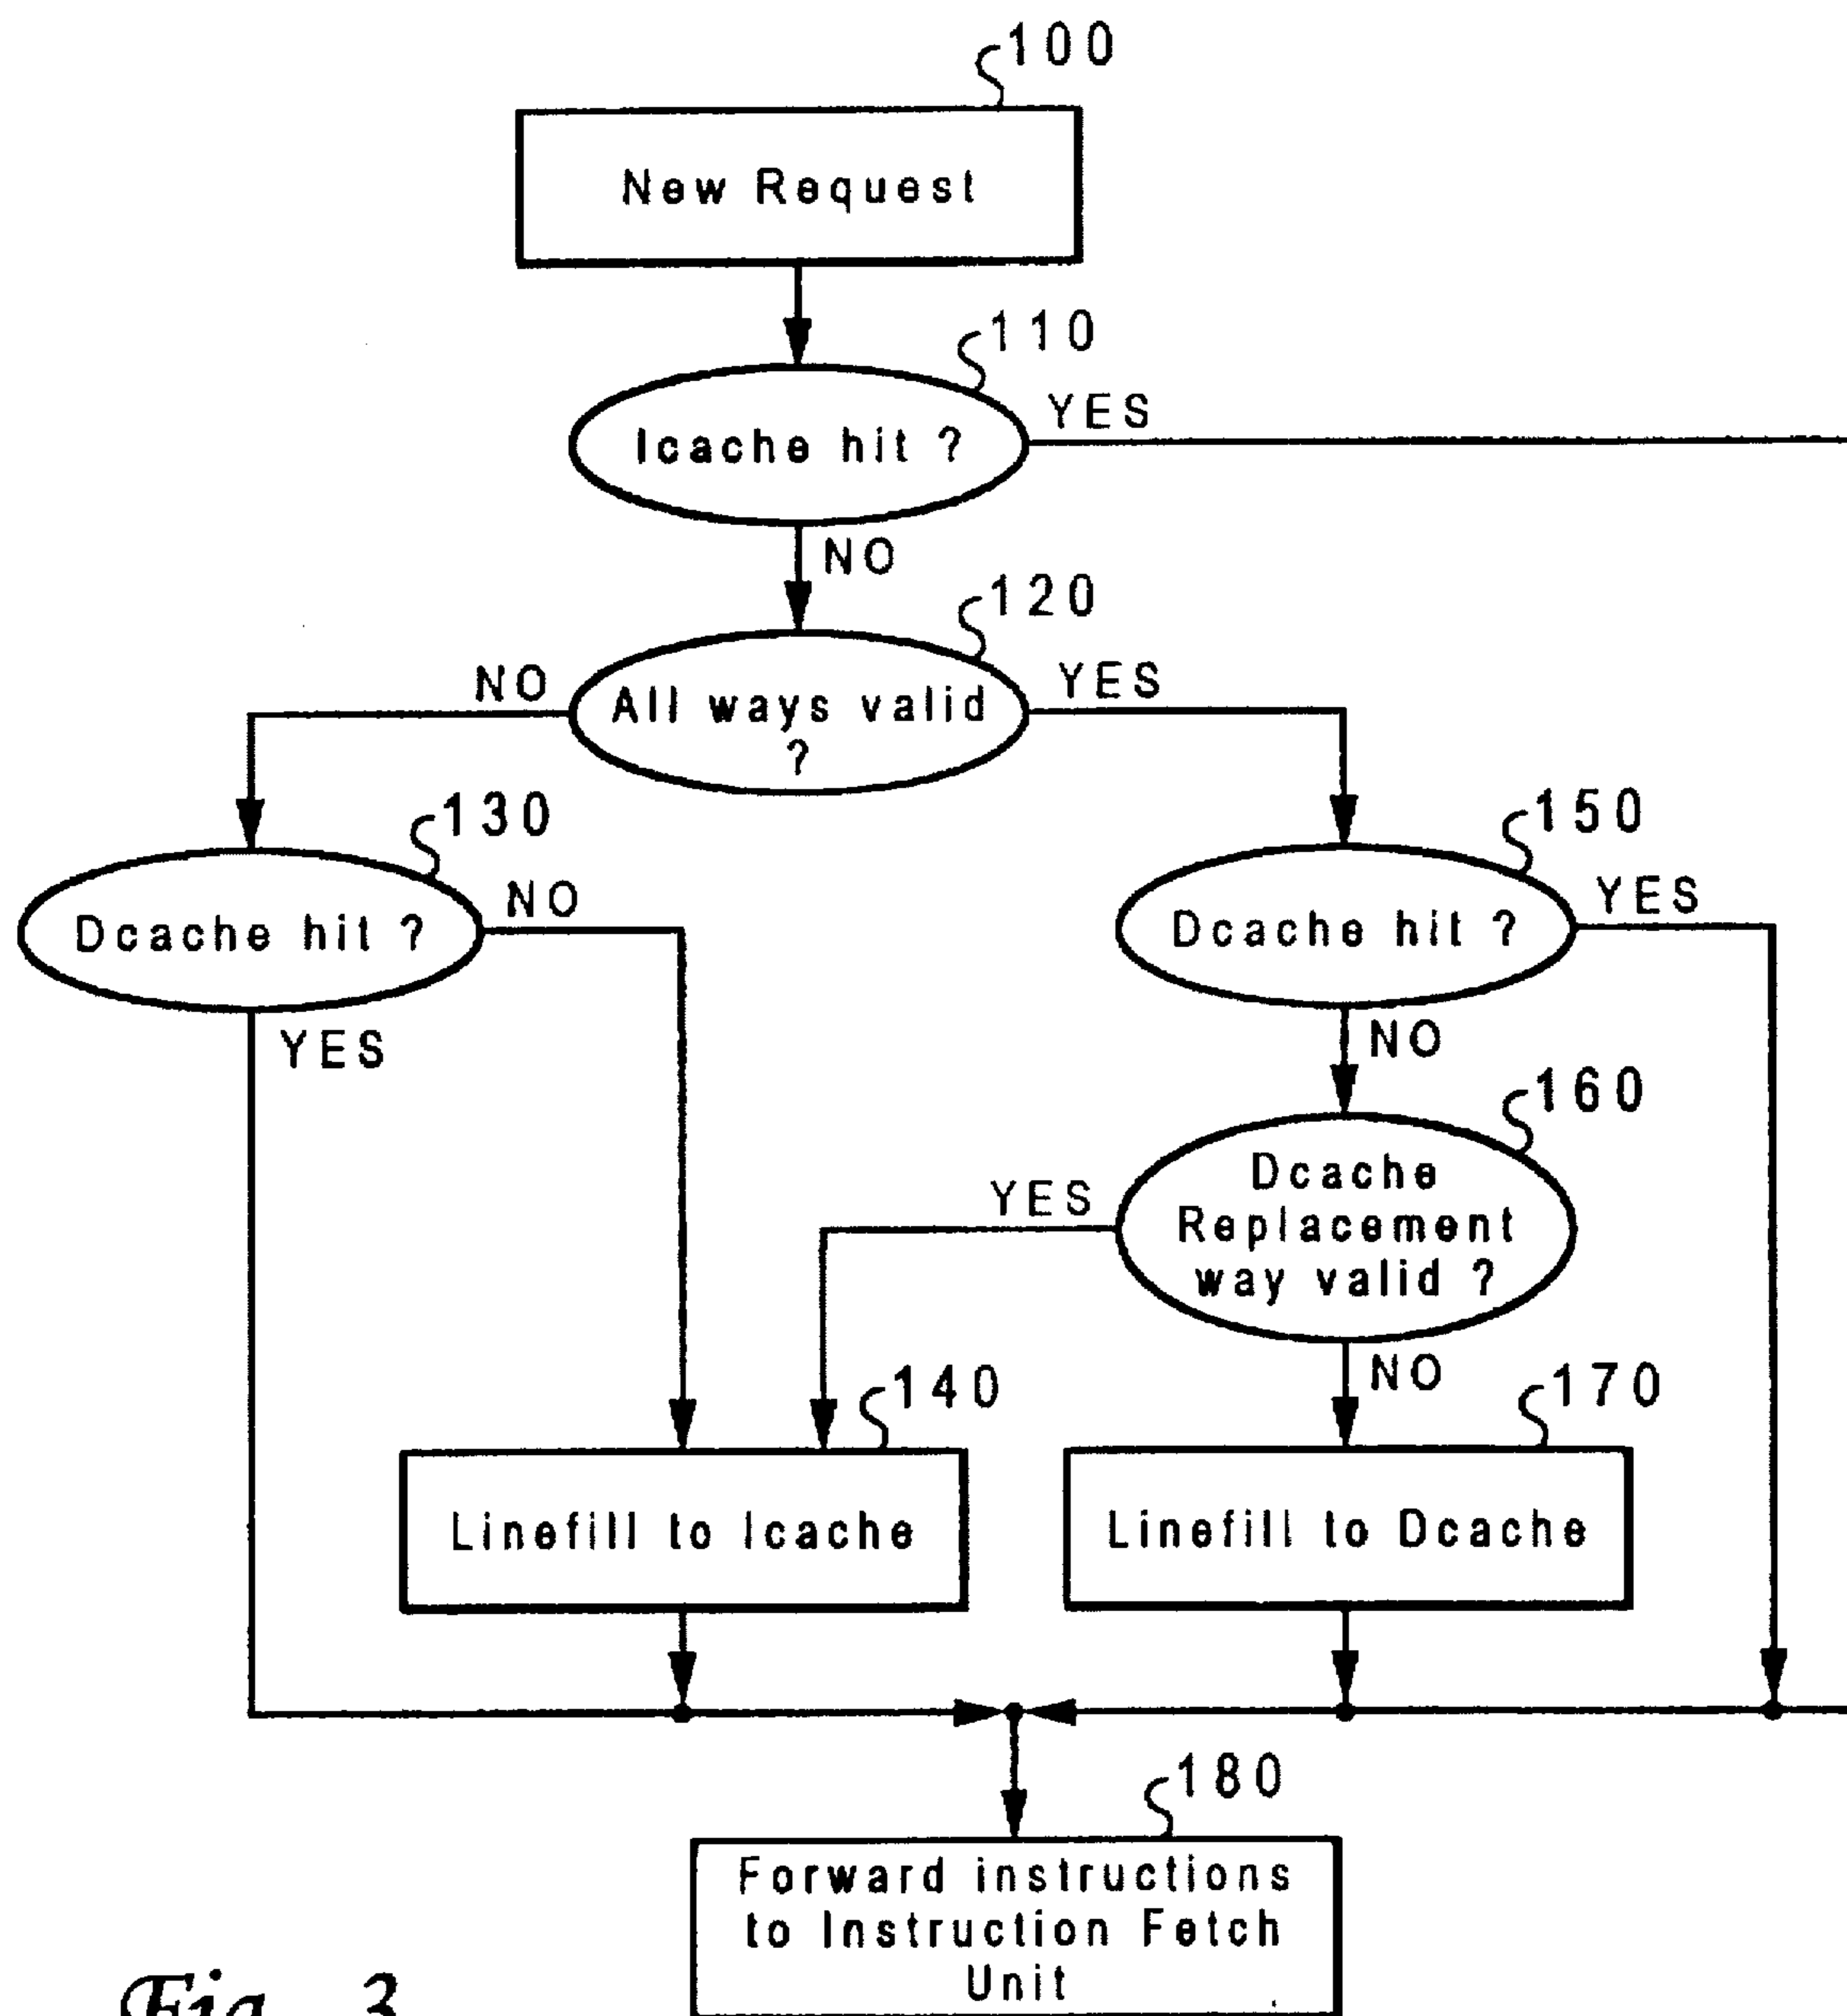 100
New Request
110
Icache hit ?
YES
NO
120
All ways valid
?
NO
YES
130
Dcache hit ?
NO
YES
150
Dcache hit ?
YES
NO
160
Dcache
Replacement
way valid ?
YES
NO
140
Linefill to Icache
170
Linefill to Dcache
180
Forward instructions
to Instruction Fetch
Unit
Fig. 3